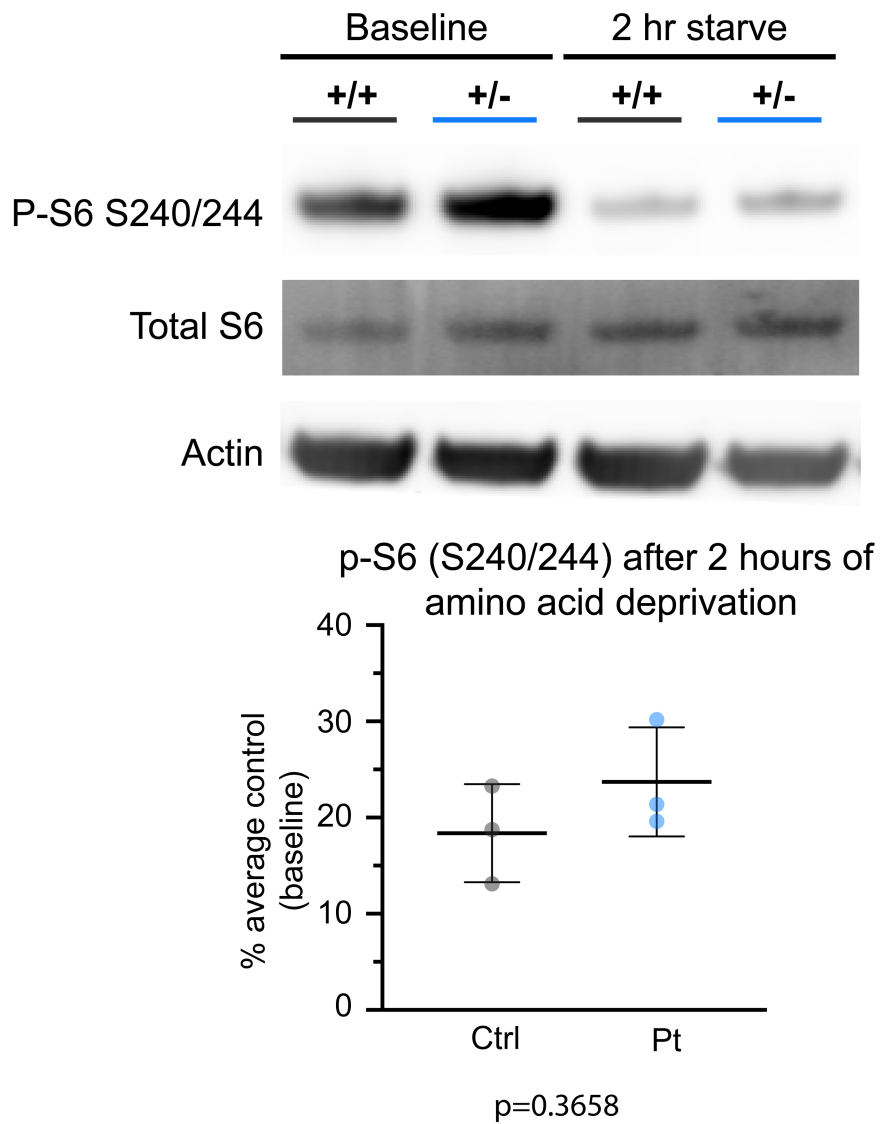 Baseline 2 hr starve
+/+ +/- +/+ +/-
P-S6 S240/244
Total S6
Actin
p-S6 (S240/244) after 2 hours of
amino acid deprivation
% average control
(baseline)
40
30
20
10
0
Ctrl Pt
p=0.3658